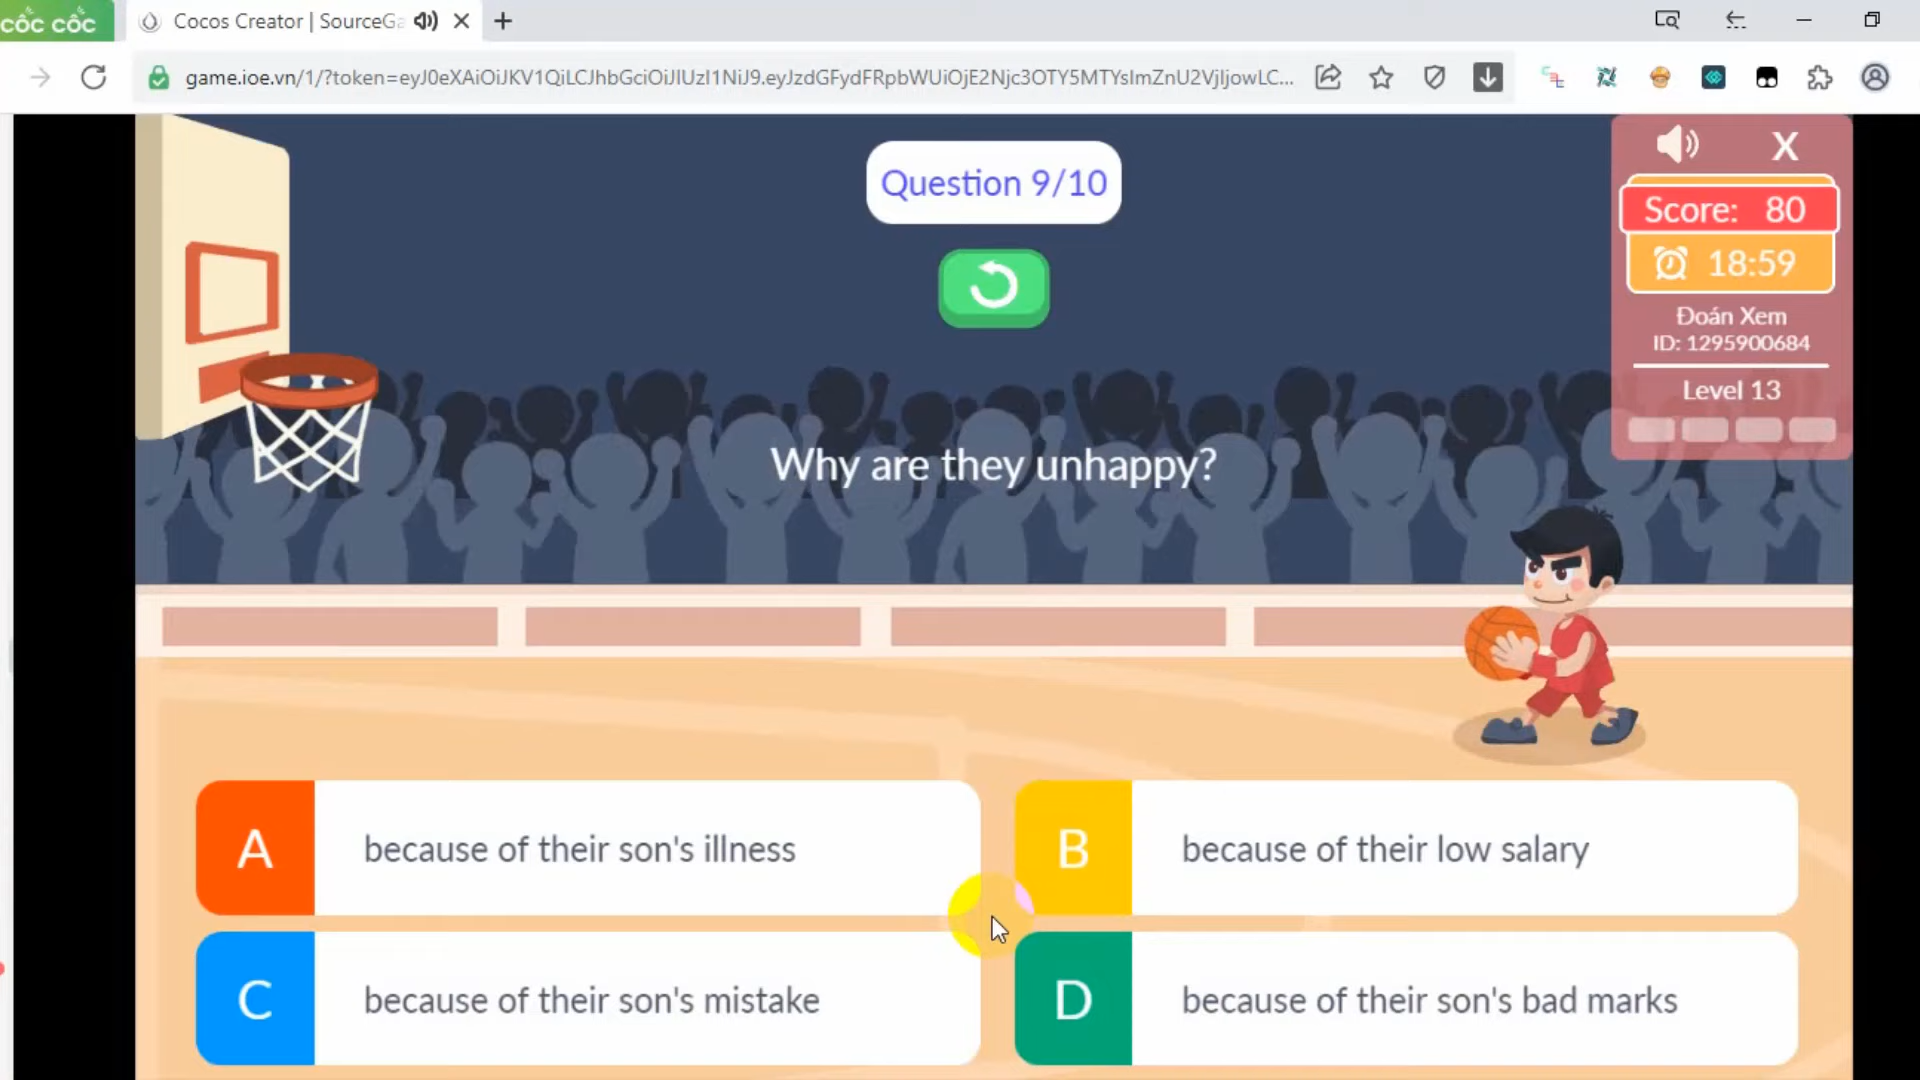 cốc cốc
Cocos Creator | SourceGa
game.ioe.vn/1/?token=eyJ0eXAiOiJKV1QiLCJhbGciOiJIUzI1NiJ9.eyJzdGFydFRpbWUiOjE2Njc3OTY5MTYsImZnU2VjIjowLC...
Question 9/10
X
Score: 80
18:59
Đoán Xem
ID: 1295900684
Level 13
Why are they unhappy?
A because of their son's illness
B because of their low salary
C because of their son's mistake
D because of their son's bad marks